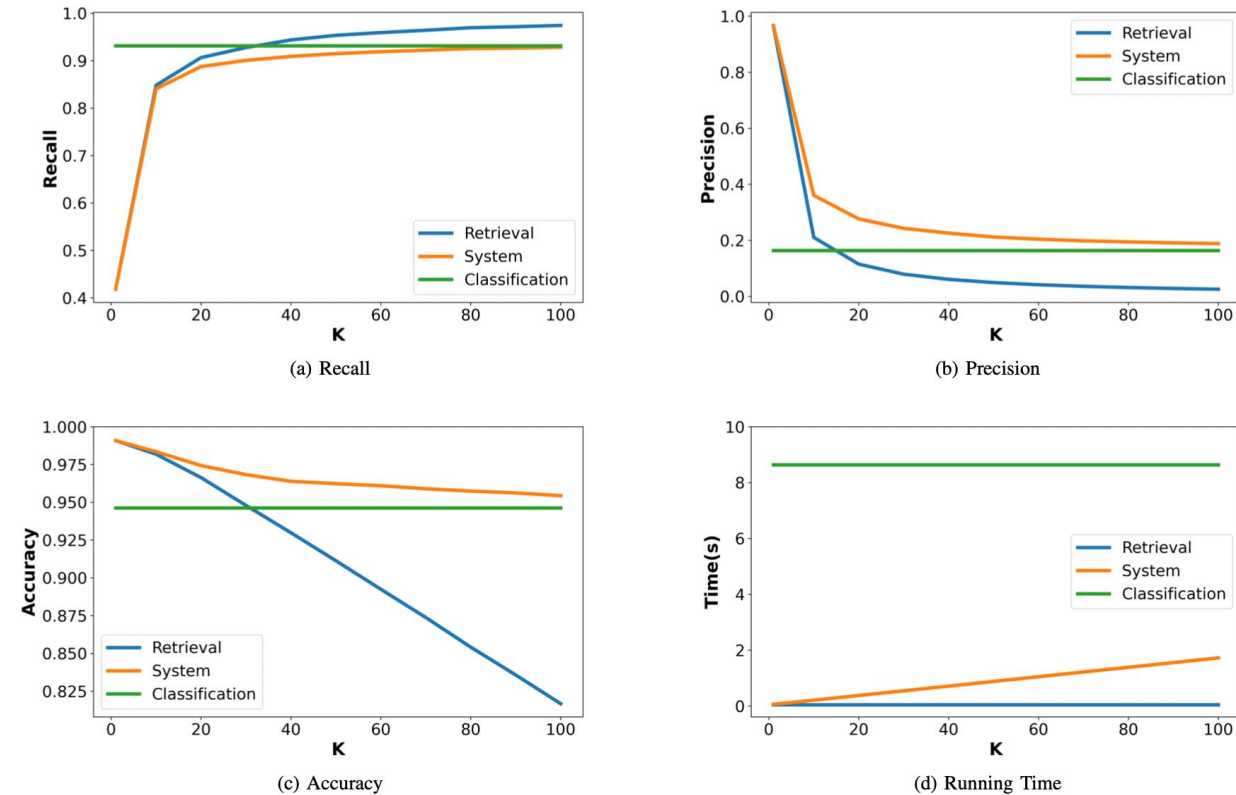 1.0
0.9
0.8
0.7
0.6
0.5
0.4
Recall
0 20 40 60 80 100
K
Retrieval
System
Classification
(a) Recall
1.0
0.8
0.6
0.4
0.2
0.0
Precision
0 20 40 60 80 100
K
Retrieval
System
Classification
(b) Precision
1.000
0.975
0.950
0.925
0.900
0.875
0.850
0.825
Accuracy
0 20 40 60 80 100
K
Retrieval
System
Classification
(c) Accuracy
10
8
6
4
2
0
Time(s)
0 20 40 60 80 100
K
Retrieval
System
Classification
(d) Running Time